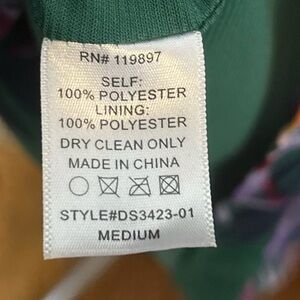 RN# 119897
SELF:
100% POLYESTER
LINING:
100% POLYESTER
DRY CLEAN ONLY
MADE IN CHINA
STYLE#DS3423-01
MEDIUM